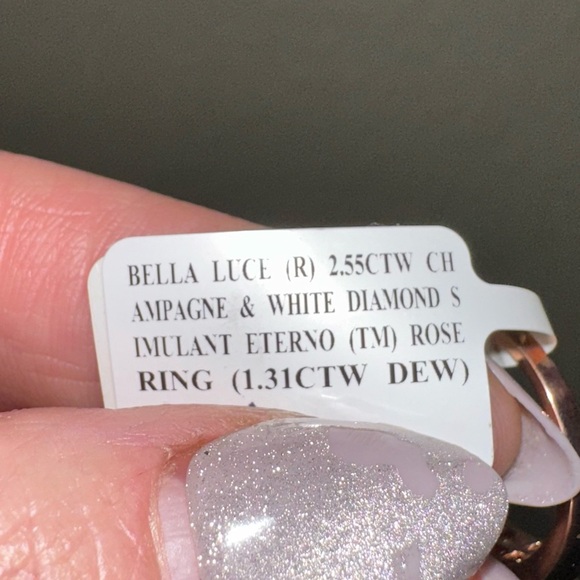 BELLA LUCE (R) 2.55CTW CH
AMPAGNE & WHITE DIAMOND S
IMULANT ETERNO (TM) ROSE
RING (1.31CTW DEW)